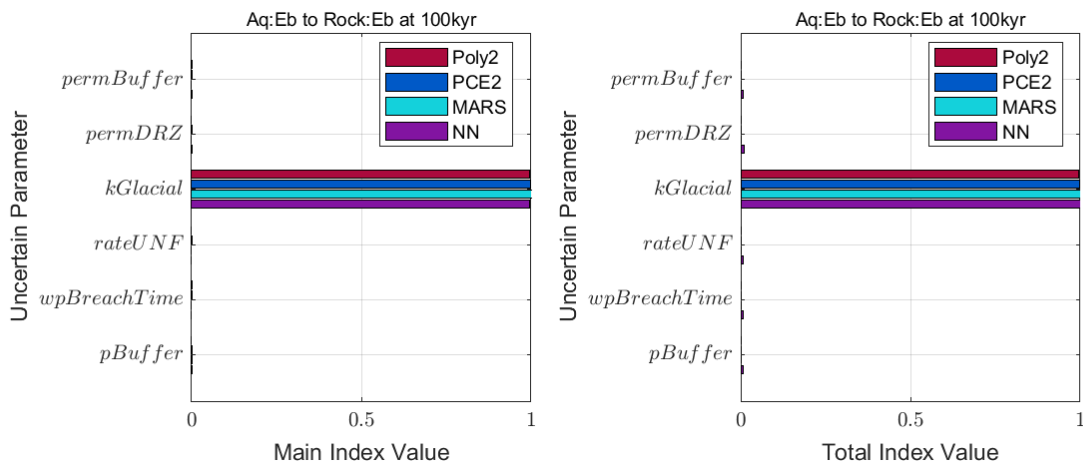 Aq:Eb to Rock:Eb at 100kyr
Uncertain Parameter
permBuffer
permDRZ
kGlacial
rateUNF
wpBreachTime
pBuffer
Poly2
PCE2
MARS
NN
0 0.5 1
Main Index Value
Aq:Eb to Rock:Eb at 100kyr
Uncertain Parameter
permBuffer
permDRZ
kGlacial
rateUNF
wpBreachTime
pBuffer
Poly2
PCE2
MARS
NN
0 0.5 1
Total Index Value